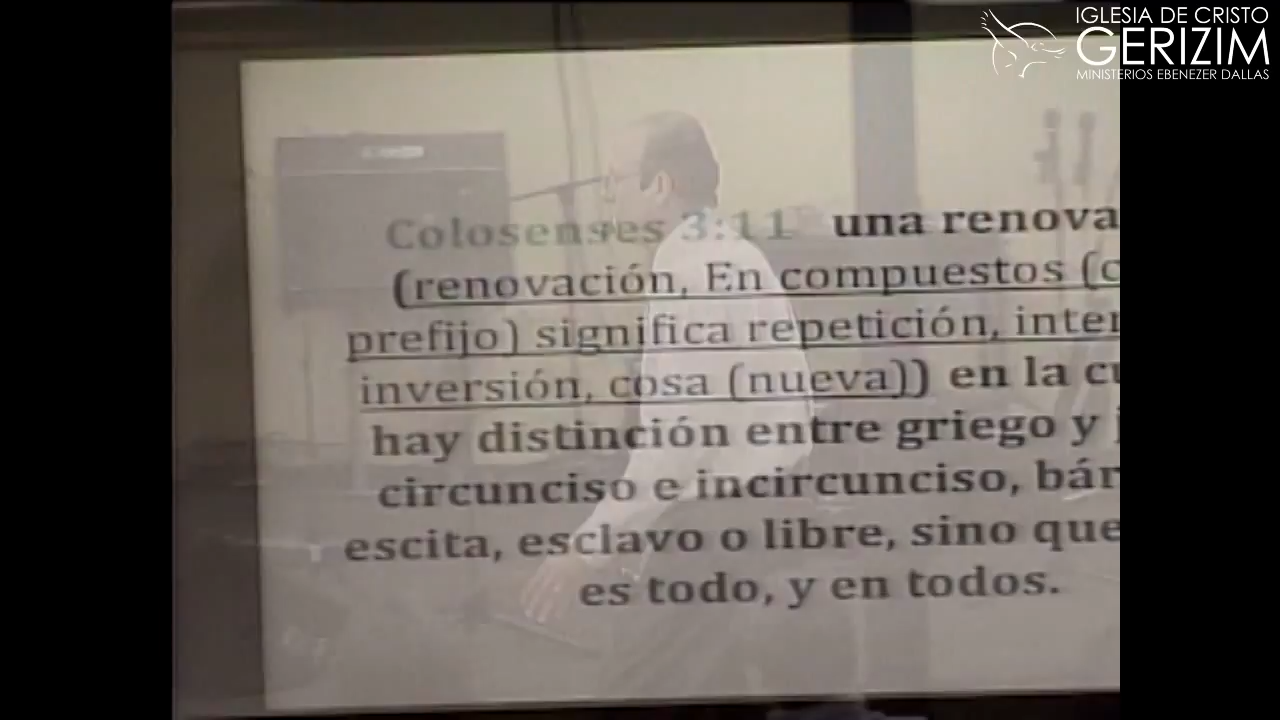 IGLESIA DE CRISTO
GERIZIM
MINISTERIOS EBENEZER DALLAS
Colosenses 3:11 una renova
(renovación, En compuestos (c
prefijo) significa repetición, inter
inversión, cosa (nueva)) en la cu
hay distinción entre griego y j
circunciso e incircunciso, bár
escita, esclavo o libre, sino que
es todo, y en todos.